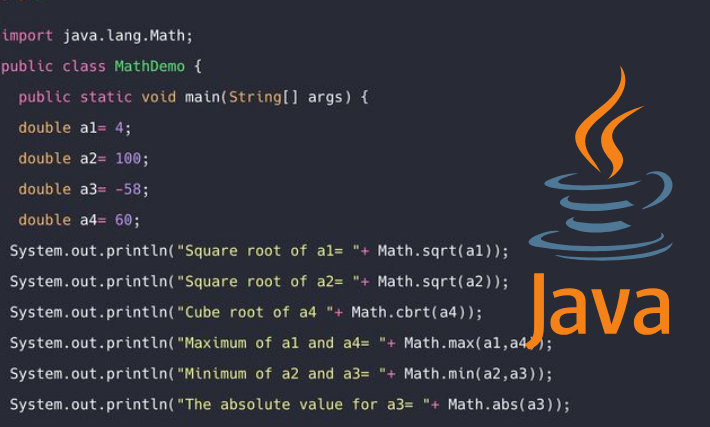 import java.lang.Math;
public class MathDemo {
public static void main(String[] args) {
double a1= 4;
double a2= 100;
double a3= -58;
double a4= 60;
System.out.println("Square root of a1= "+ Math.sqrt(a1));
System.out.println("Square root of a2= "+ Math.sqrt(a2));
System.out.println("Cube root of a4 "+ Math.cbrt(a4));
System.out.println("Maximum of a1 and a4= "+ Math.max(a1,a4));
System.out.println("Minimum of a2 and a3= "+ Math.min(a2,a3));
System.out.println("The absolute value for a3= "+ Math.abs(a3));
Java